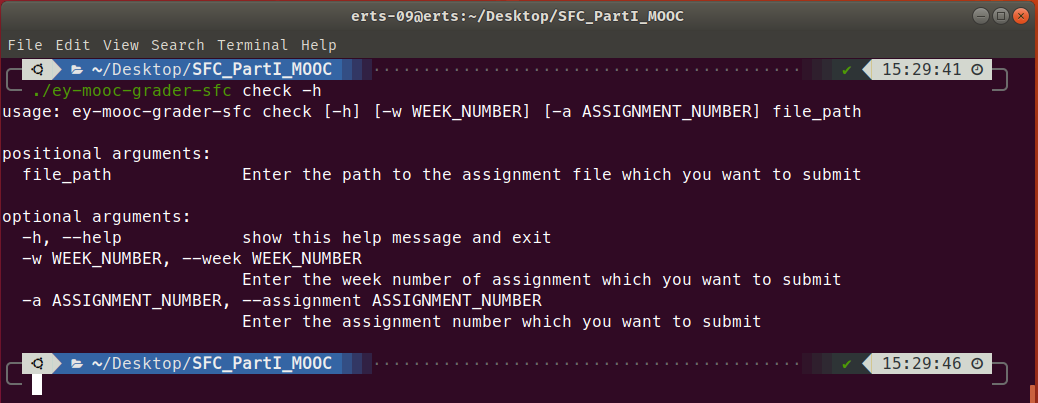 erts-09@erts:~/Desktop/SFC_PartI_MOOC
File Edit View Search Terminal Help
~/Desktop/SFC_PartI_MOOC ✔ 15:29:41
./ey-mooc-grader-sfc check -h
usage: ey-mooc-grader-sfc check [-h] [-w WEEK_NUMBER] [-a ASSIGNMENT_NUMBER] file_path
positional arguments:
file_path Enter the path to the assignment file which you want to submit
optional arguments:
-h, --help show this help message and exit
-w WEEK_NUMBER, --week WEEK_NUMBER
Enter the week number of assignment which you want to submit
-a ASSIGNMENT_NUMBER, --assignment ASSIGNMENT_NUMBER
Enter the assignment number which you want to submit
~/Desktop/SFC_PartI_MOOC ✔ 15:29:46